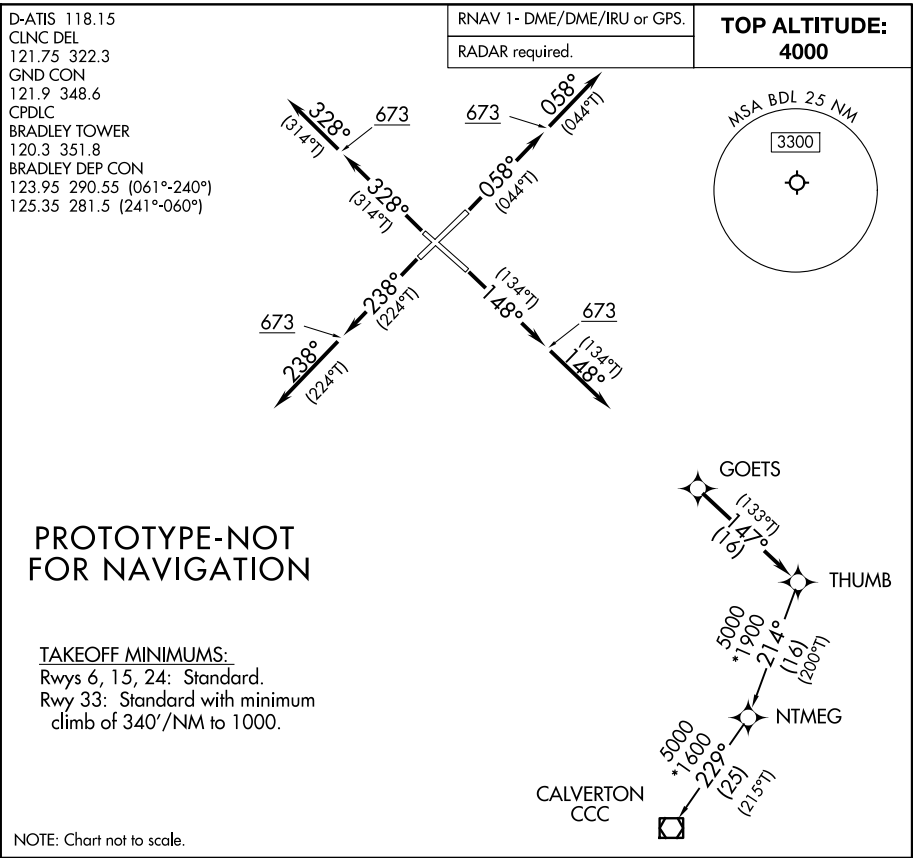 D-ATIS 118.15
CLNC DEL
121.75 322.3
GND CON
121.9 348.6
CPDLC
BRADLEY TOWER
120.3 351.8
BRADLEY DEP CON
123.95 290.55 (061°-240°)
125.35 281.5 (241°-060°)
RNAV 1- DME/DME/IRU or GPS.
RADAR required.
TOP ALTITUDE:
4000
MSA BDL 25 NM
3300
328°
(314°T)
673
673
058°
(044°T)
328°
(314°T)
058°
(044°T)
238°
(224°T)
(134°T)
148°
673
673
238°
(224°T)
(134°T)
148°
GOETS
(133°T)
147°
(16)
THUMB
5000
*1900
214°
(16)
(200°T)
NTMEG
5000
*1600
229°
(25)
(215°T)
CALVERTON
CCC
PROTOTYPE-NOT
FOR NAVIGATION
TAKEOFF MINIMUMS:
Rwys 6, 15, 24: Standard.
Rwy 33: Standard with minimum
climb of 340'/NM to 1000.
NOTE: Chart not to scale.